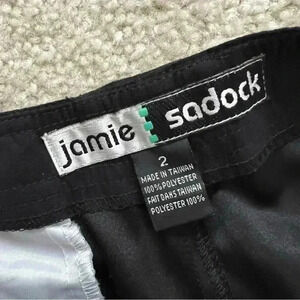 jamie sadock
2
MADE IN TAIWAN
100% POLYESTER
FAIT DANS TAIWAN
POLYESTER 100%